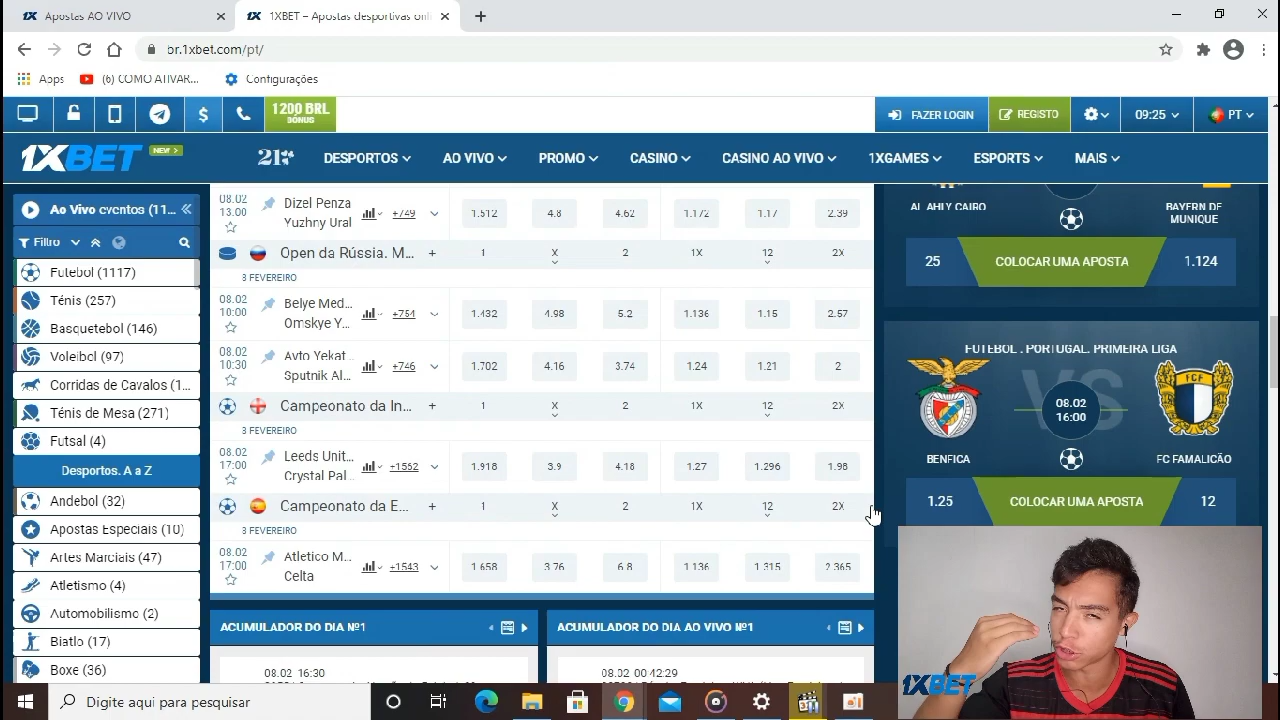 1X Apostas AO VIVO
1X 1XBET – Apostas desportivas onli
br.1xbet.com/pt/
Apps
(6) COMO ATIVAR...
Configurações
$
1200 BRL
BÓNUS
FAZER LOGIN
REGISTO
09:25
PT
1XBET
NEW >
21
DESPORTOS
AO VIVO
PROMO
CASINO
CASINO AO VIVO
1XGAMES
ESPORTS
MAIS
Ao Vivo eventos (11...
Filtro
Futebol (1117)
Ténis (257)
Basquetebol (146)
Voleibol (97)
Corridas de Cavalos (1...
Ténis de Mesa (271)
Futsal (4)
Desportos. A a Z
Andebol (32)
Apostas Especiais (10)
Artes Marciais (47)
Atletismo (4)
Automobilismo (2)
Biatlo (17)
Boxe (36)
08.02 Dizel Penza
13:00 Yuzhny Ural +749 1.512 4.8 4.62 1.172 1.17 2.39
Open da Rússia. M... + 1 X 2 1X 12 2X
8 FEVEREIRO
08.02 Belye Med...
10:00 Omskye Y... +754 1.432 4.98 5.2 1.136 1.15 2.57
08.02 Avto Yekat...
10:30 Sputnik Al... +746 1.702 4.16 3.74 1.24 1.21 2
Campeonato da In... + 1 X 2 1X 12 2X
8 FEVEREIRO
08.02 Leeds Unit...
17:00 Crystal Pal... +1562 1.918 3.9 4.18 1.27 1.296 1.98
Campeonato da E... + 1 X 2 1X 12 2X
8 FEVEREIRO
08.02 Atletico M...
17:00 Celta +1543 1.658 3.76 6.8 1.136 1.315 2.365
ACUMULADOR DO DIA Nº1
08.02 16:30
ACUMULADOR DO DIA AO VIVO Nº1
08.02 00:42:29
AL AHLY CAIRO
BAYERN DE
MUNIQUE
25 COLOCAR UMA APOSTA 1.124
FUTEBOL . PORTUGAL. PRIMEIRA LIGA
VS
08.02
16:00
FCF
BENFICA
FC FAMALICÃO
1.25 COLOCAR UMA APOSTA 12
1XBET
Digite aqui para pesquisar